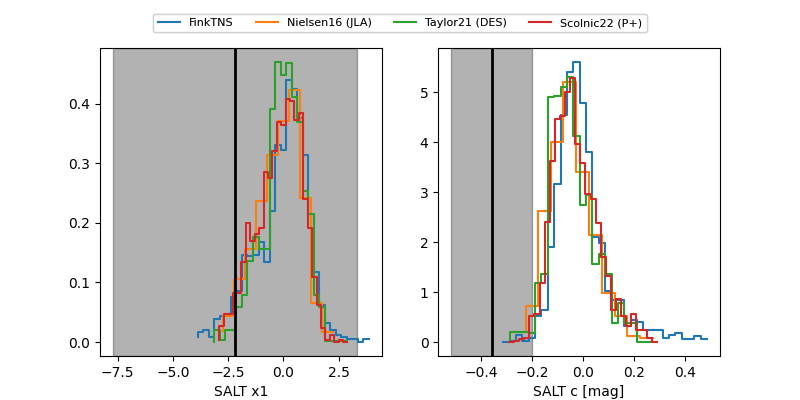 FinkTNS Nielsen16 (JLA) Taylor21 (DES) Scolnic22 (P+)
0.4
0.3
0.2
0.1
0.0
−7.5 −5.0 −2.5 0.0 2.5
SALT x1
5
4
3
2
1
0
−0.4 −0.2 0.0 0.2 0.4
SALT c [mag]